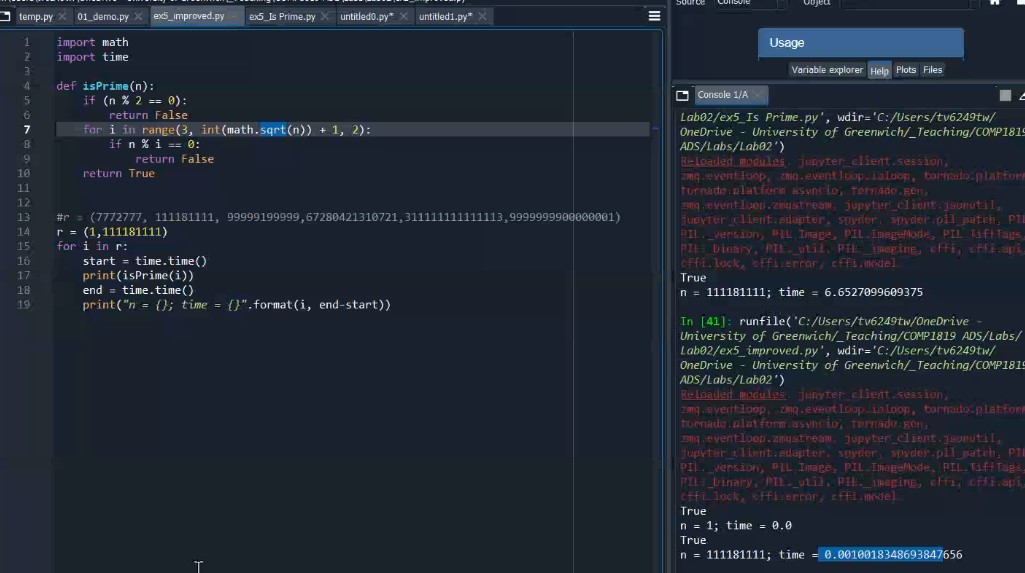 Source Console Object
temp.py 01_demo.py ex5_improved.py ex5_Is Prime.py untitled0.py* untitled1.py*
Usage
Variable explorer Help Plots Files
1 import math
2 import time
3
4 def isPrime(n):
5 if (n % 2 == 0):
6 return False
7 for i in range(3, int(math.sqrt(n)) + 1, 2):
8 if n % i == 0:
9 return False
10 return True
11
12
13 #r = (7772777, 111181111, 99999199999,67280421310721,311111111111113,9999999900000001)
14 r = (1,111181111)
15 for i in r:
16 start = time.time()
17 print(isPrime(i))
18 end = time.time()
19 print("n = {}; time = {}".format(i, end-start))
Console 1/A
Lab02/ex5_Is Prime.py', wdir='C:/Users/tv6249tw/
OneDrive - University of Greenwich/_Teaching/COMP1819
ADS/Labs/Lab02')
Reloaded modules: jupyter_client.session,
zmq.eventloop, zmq.eventloop.ioloop, tornado.platform
tornado.platform.asyncio, tornado.gen,
zmq.eventloop.zmqstream, jupyter_client.jsonutil,
jupyter_client.adapter, spyder, spyder.pil_patch, PIL
PIL._version, PIL.Image, PIL.ImageMode, PIL.TiffTags,
PIL._binary, PIL._util, PIL._imaging, cffi, cffi.api,
cffi.lock, cffi.error, cffi.model
True
n = 111181111; time = 6.6527099609375
In [41]: runfile('C:/Users/tv6249tw/OneDrive -
University of Greenwich/_Teaching/COMP1819 ADS/Labs/
Lab02/ex5_improved.py', wdir='C:/Users/tv6249tw/
OneDrive - University of Greenwich/_Teaching/COMP1819
ADS/Labs/Lab02')
Reloaded modules: jupyter_client.session,
zmq.eventloop, zmq.eventloop.ioloop, tornado.platform
tornado.platform.asyncio, tornado.gen,
zmq.eventloop.zmqstream, jupyter_client.jsonutil,
jupyter_client.adapter, spyder, spyder.pil_patch, PIL
PIL._version, PIL.Image, PIL.ImageMode, PIL.TiffTags
PIL._binary, PIL._util, PIL._imaging, cffi, cffi.api,
cffi.lock, cffi.error, cffi.model
True
n = 1; time = 0.0
True
n = 111181111; time = 0.0010018348693847656